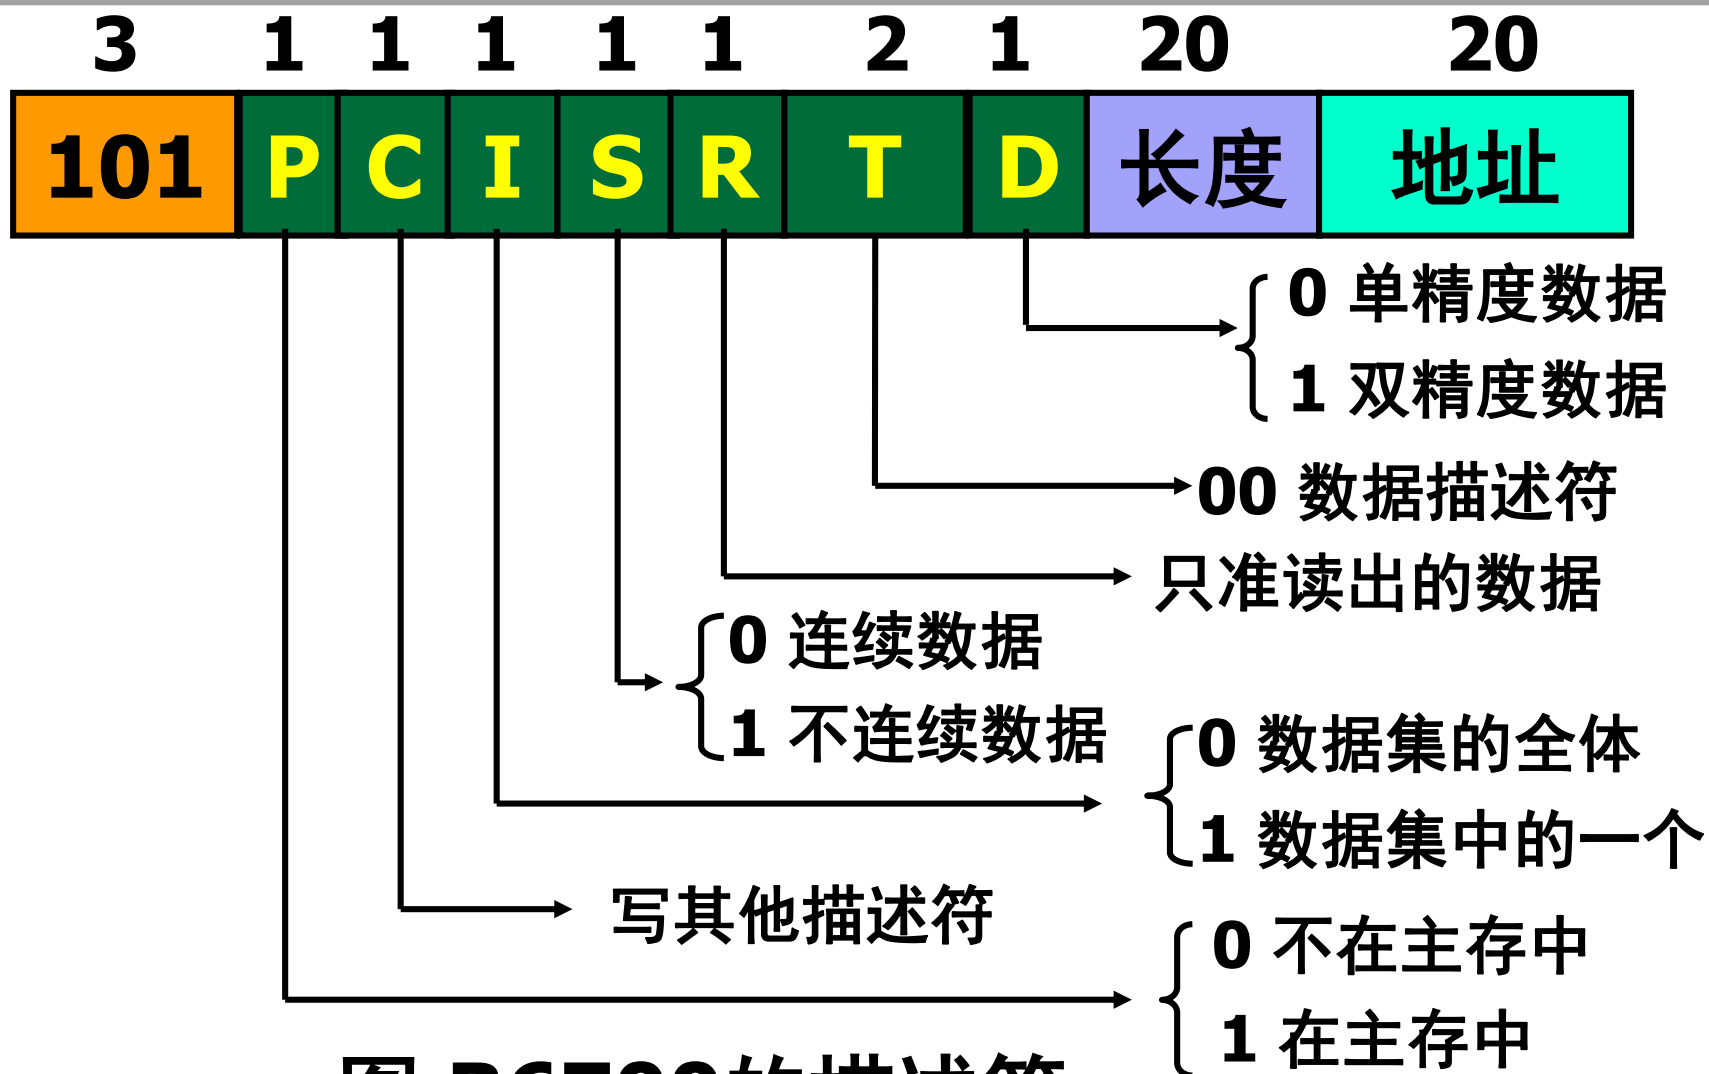 3 1 1 1 1 1 2 1 20 20
101 P C I S R T D 长度 地址
0 单精度数据
1 双精度数据
00 数据描述符
只准读出的数据
0 连续数据
1 不连续数据
0 数据集的全体
1 数据集中的一个
写其他描述符
0 不在主存中
1 在主存中
的描述符